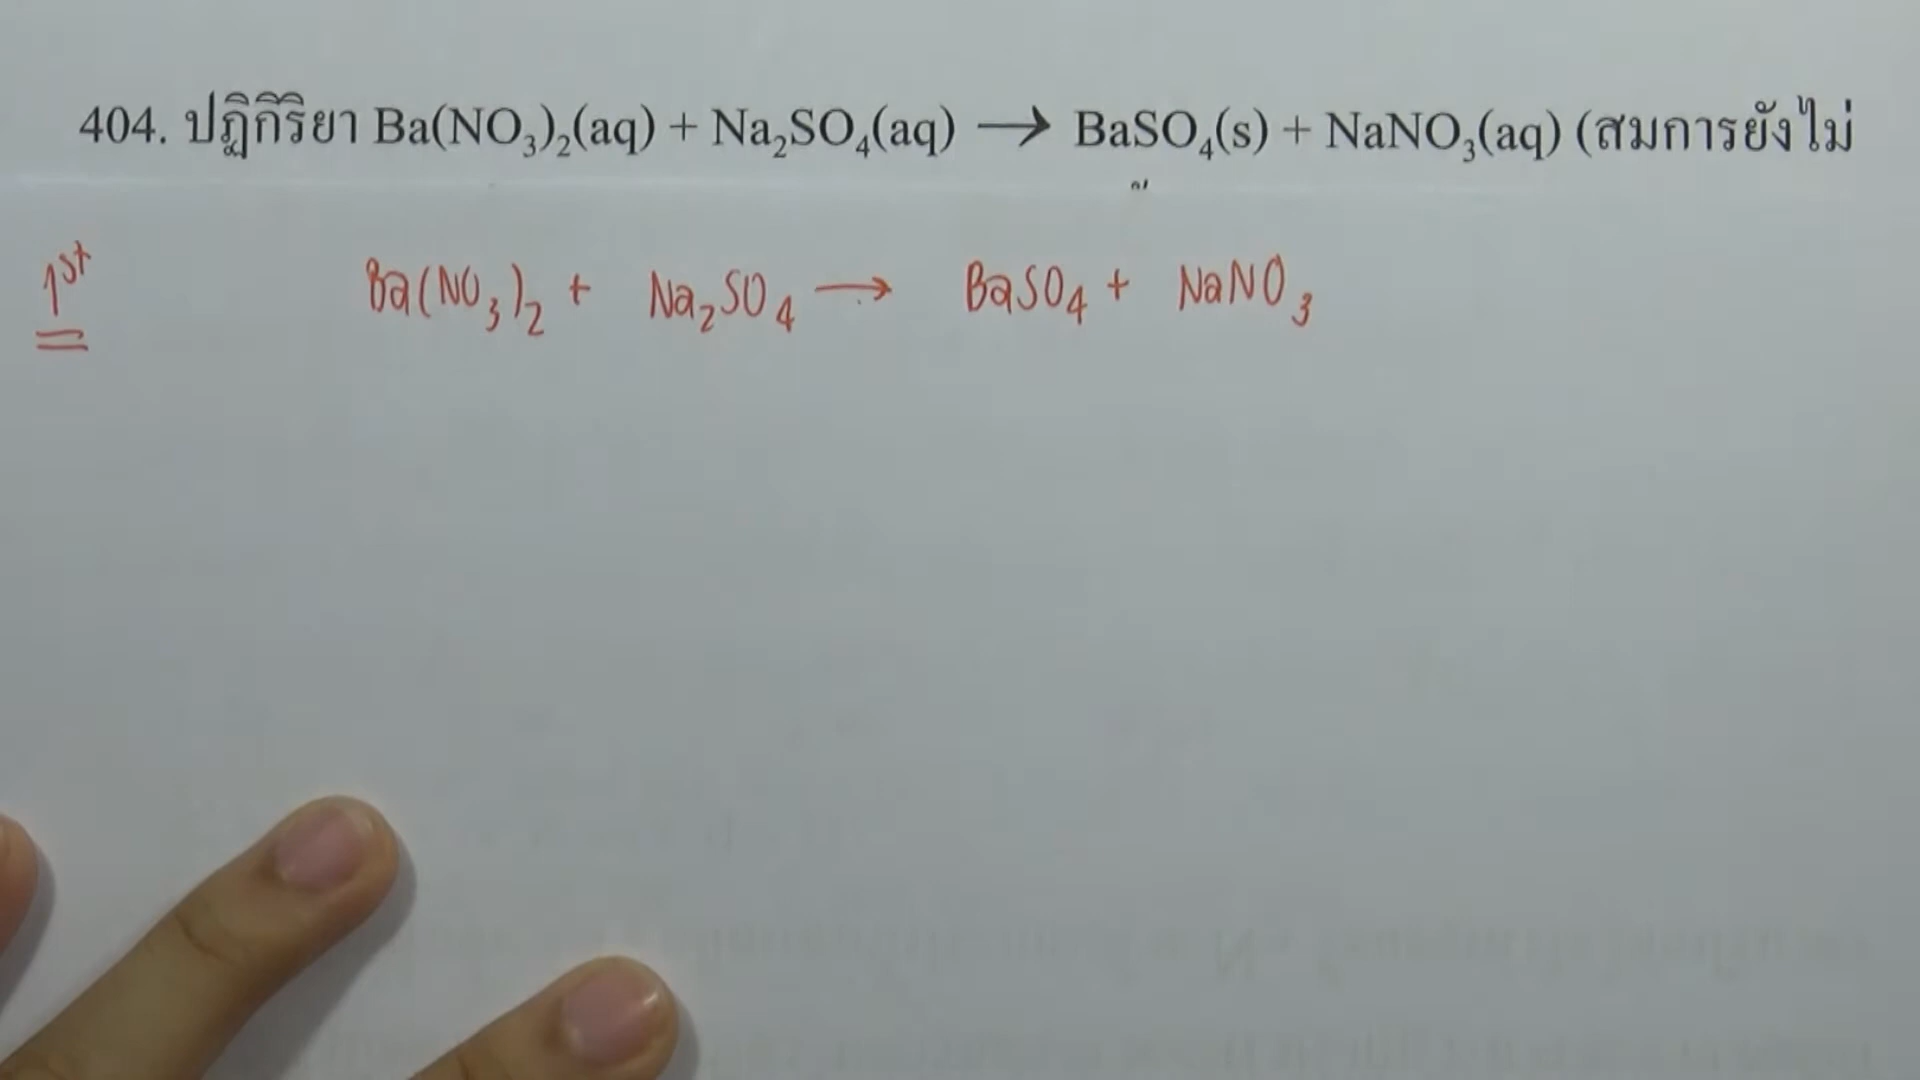 404. ปฏิกิริยา Ba(NO₃)₂(aq) + Na₂SO₄(aq) → BaSO₄(s) + NaNO₃(aq) (สมการยังไม่
1st Ba(NO₃)₂ + Na₂SO₄ → BaSO₄ + NaNO₃